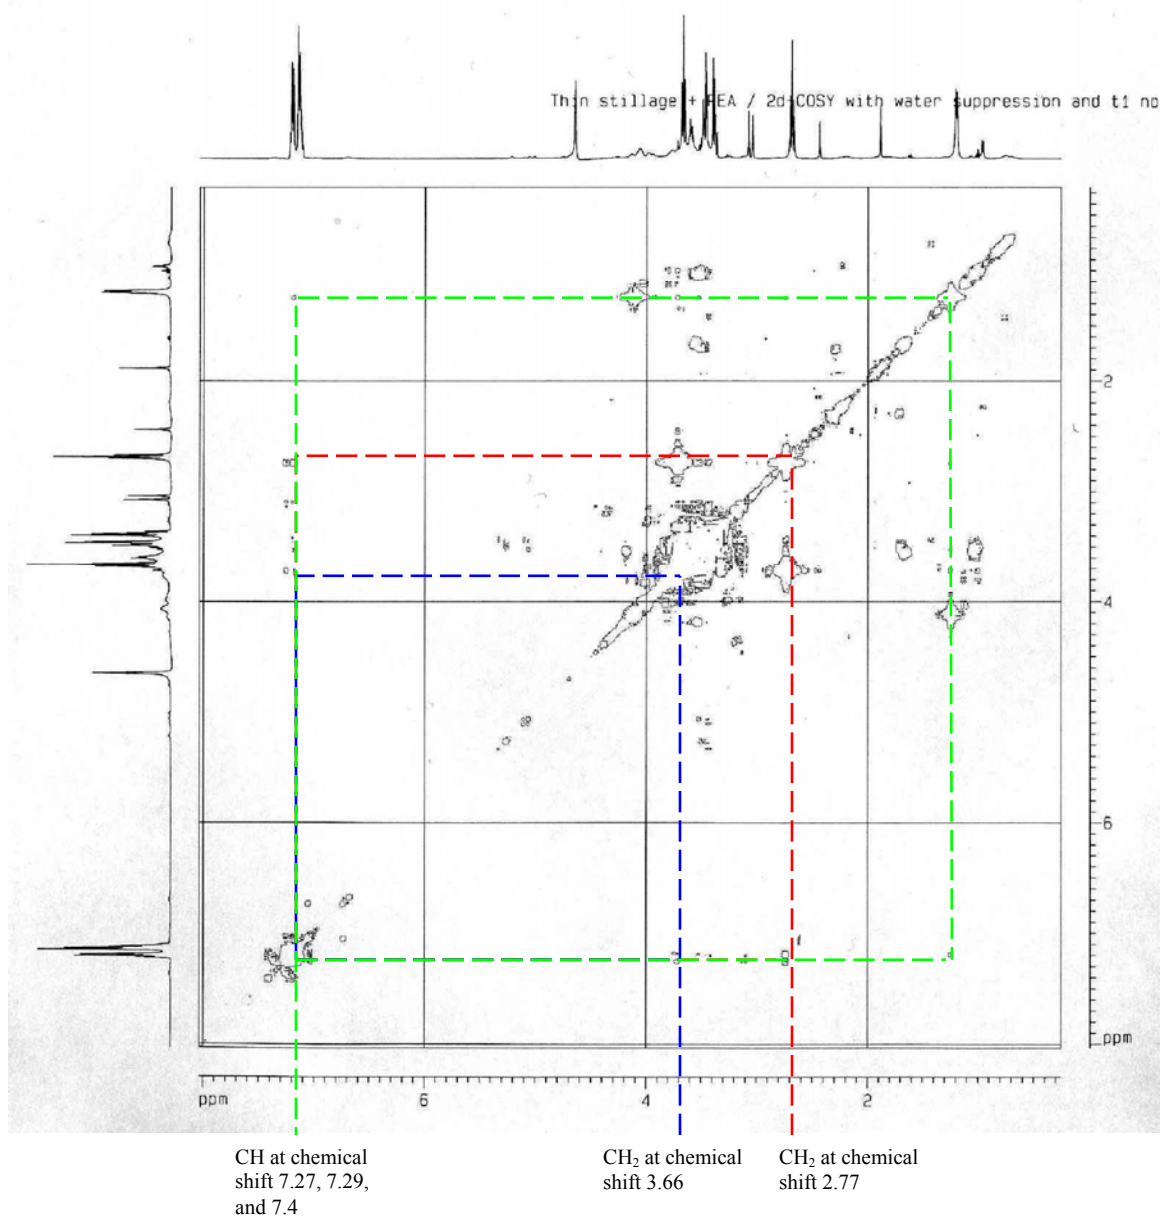 Thin stillage + PEA / 2d-COSY with water suppression and t1 no
2
4
6
ppm
ppm 6 4 2
CH at chemical
shift 7.27, 7.29,
and 7.4
CH₂ at chemical
shift 3.66
CH₂ at chemical
shift 2.77